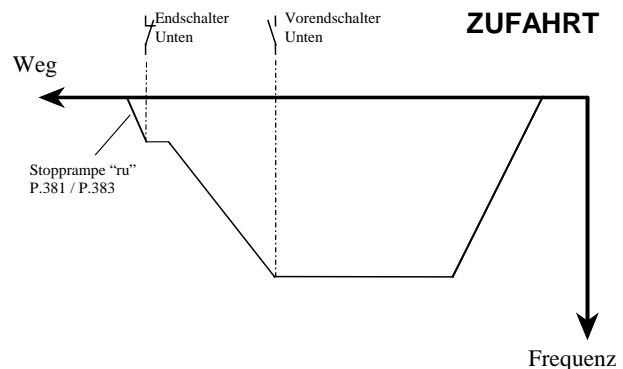 Endschalter
Unten
Vorendschalter
Unten
ZUFAHRT
Weg
Stopprampe “ru”
P.381 / P.383
Frequenz